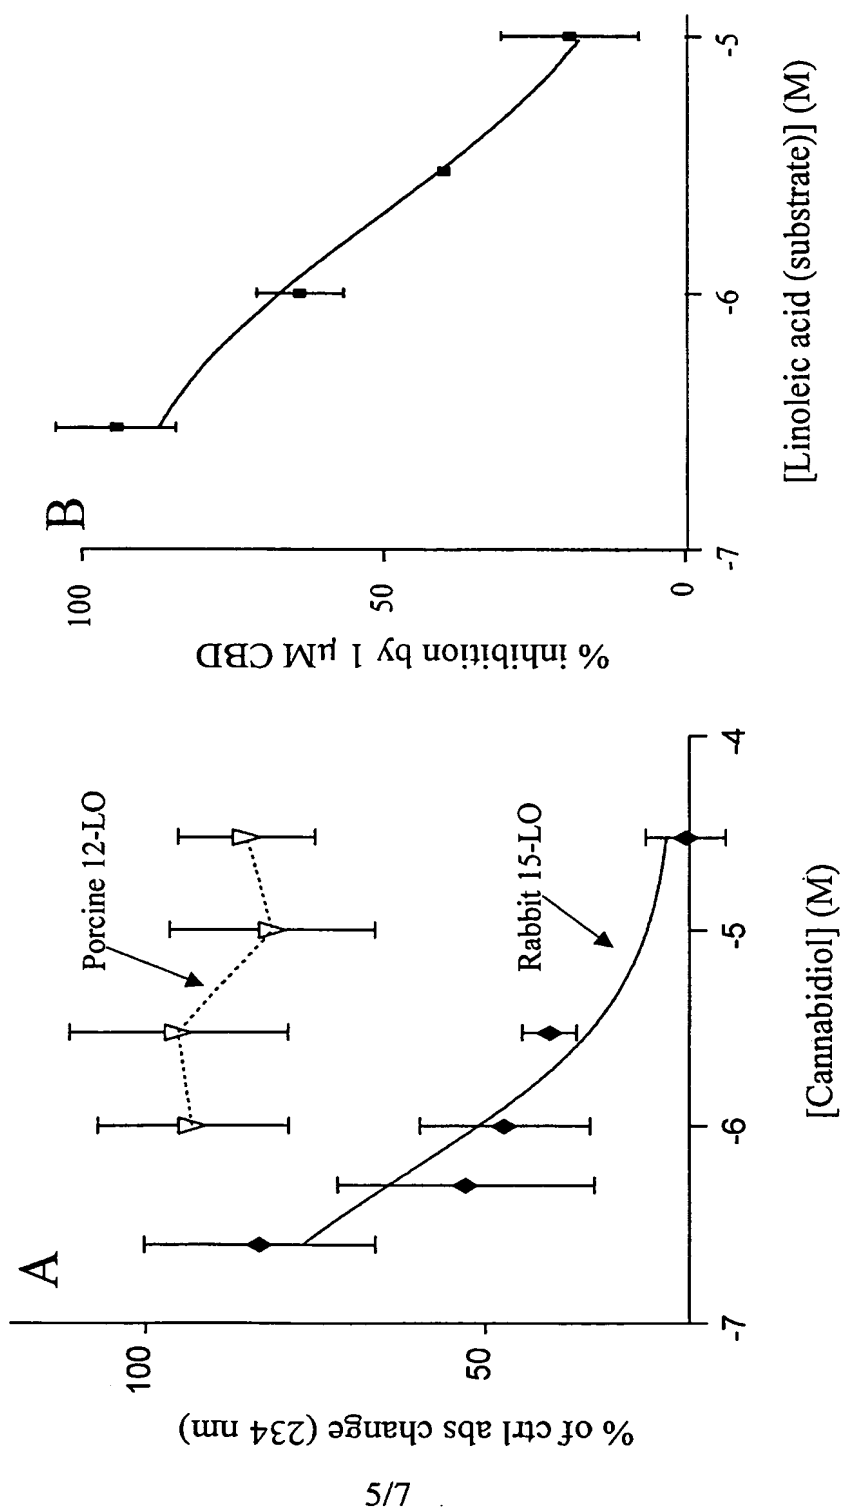 A
% of ctrl abs change (234 nm)
100
50
-7
-6
-5
-4
[Cannabidiol] (M)
Porcine 12-LO
Rabbit 15-LO
B
% inhibition by 1 µM CBD
100
50
0
-7
-6
-5
[Linoleic acid (substrate)] (M)
5/7